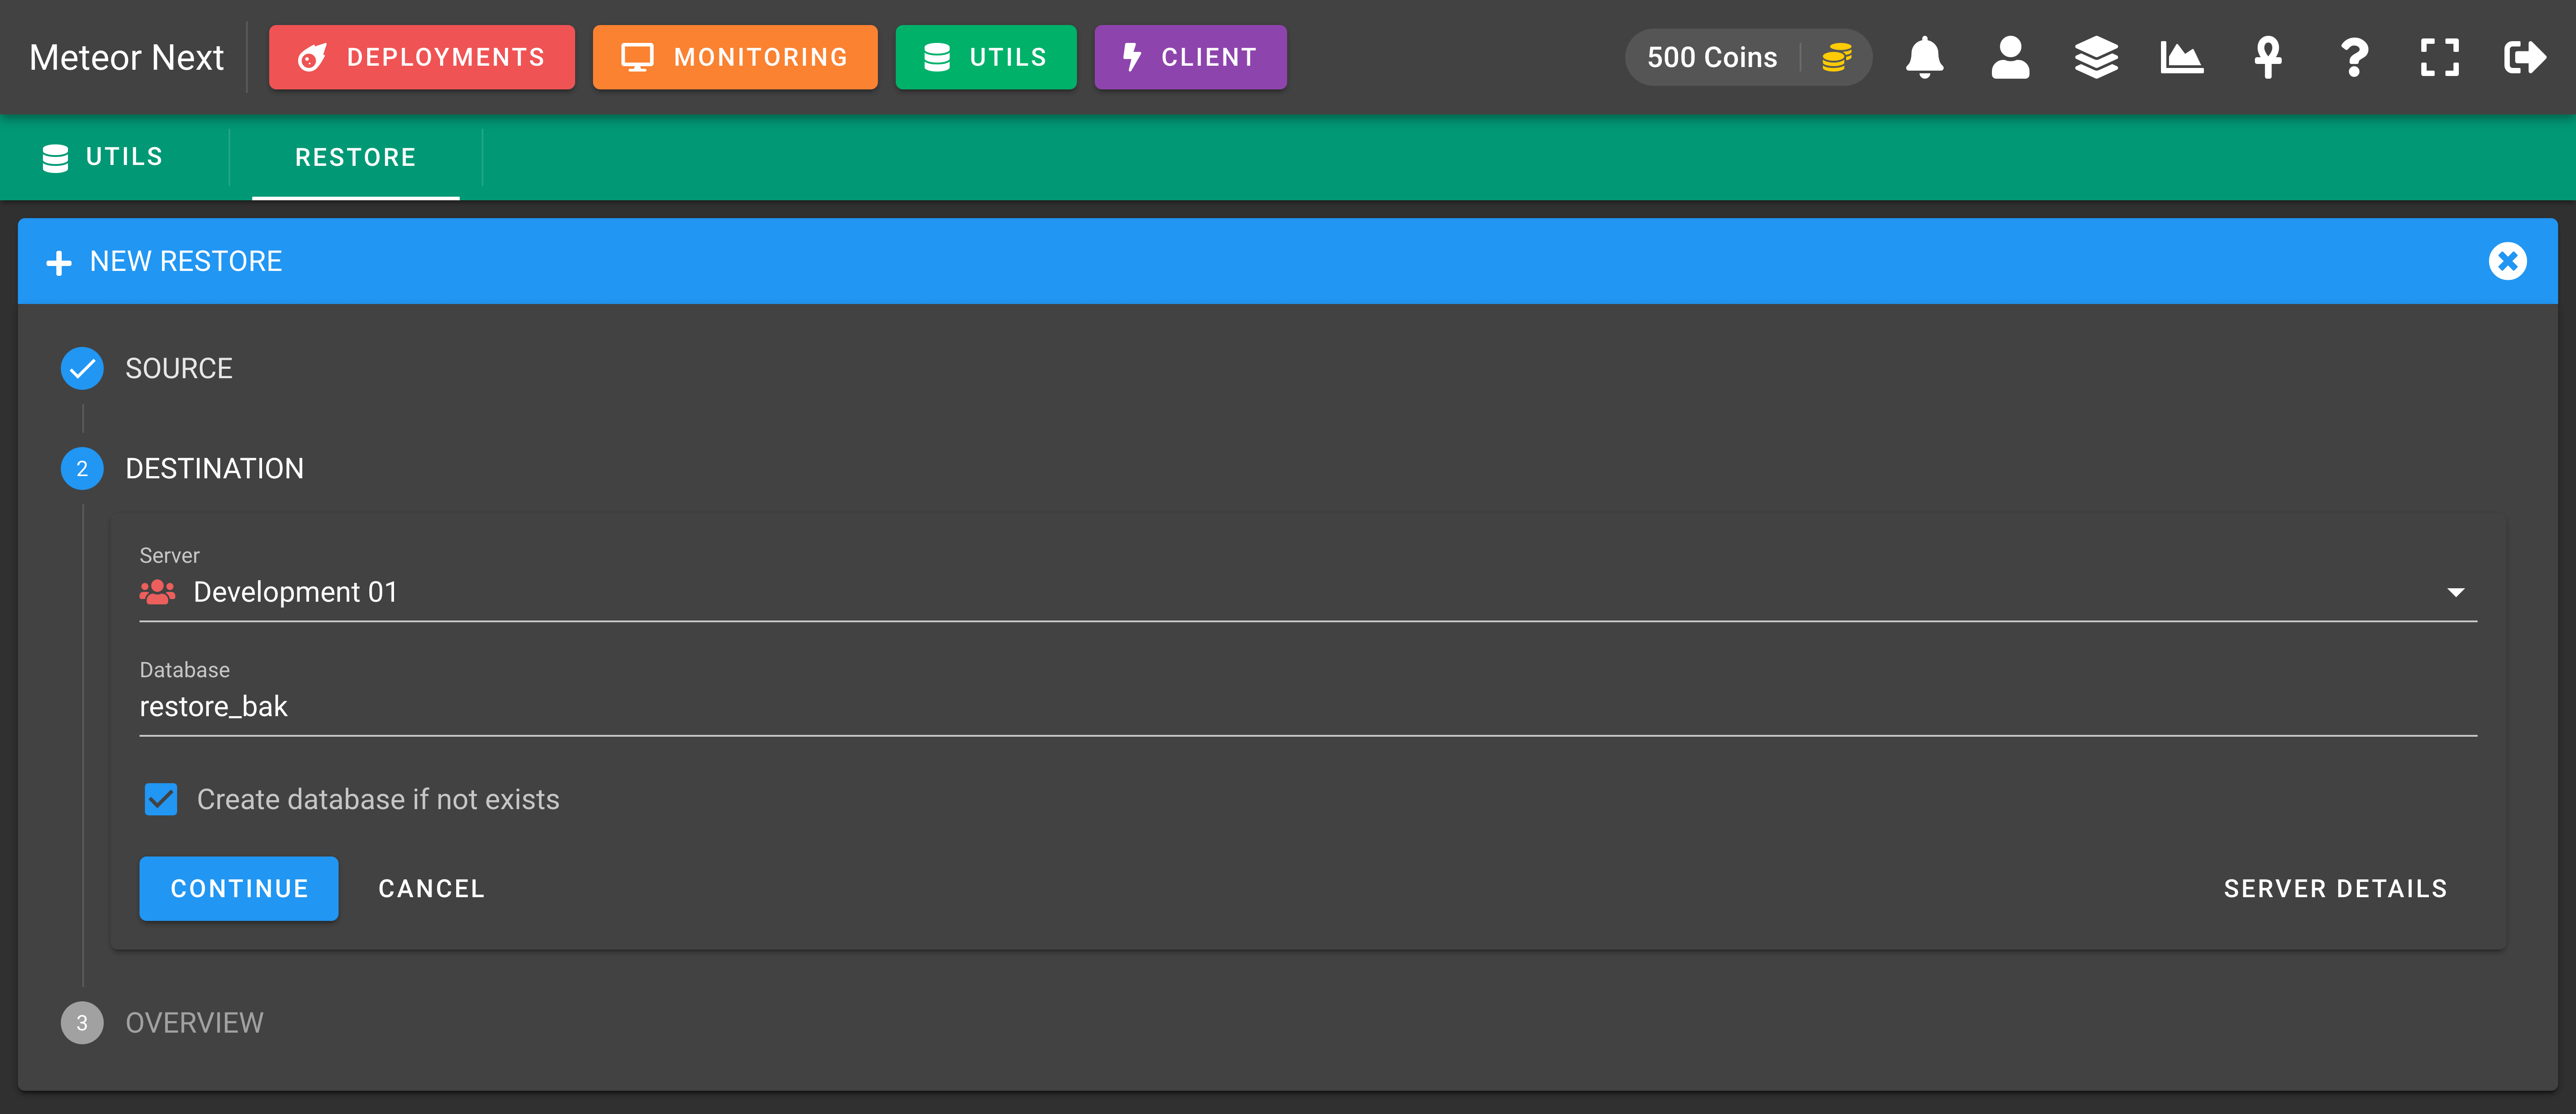 Meteor Next
DEPLOYMENTS
MONITORING
UTILS
CLIENT
500 Coins
UTILS
RESTORE
NEW RESTORE
SOURCE
2 DESTINATION
Server
Development 01
Database
restore_bak
Create database if not exists
CONTINUE
CANCEL
SERVER DETAILS
3 OVERVIEW